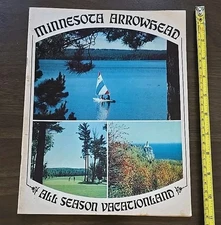 MINNESOTA ARROWHEAD
ALL SEASON VACATIONLAND